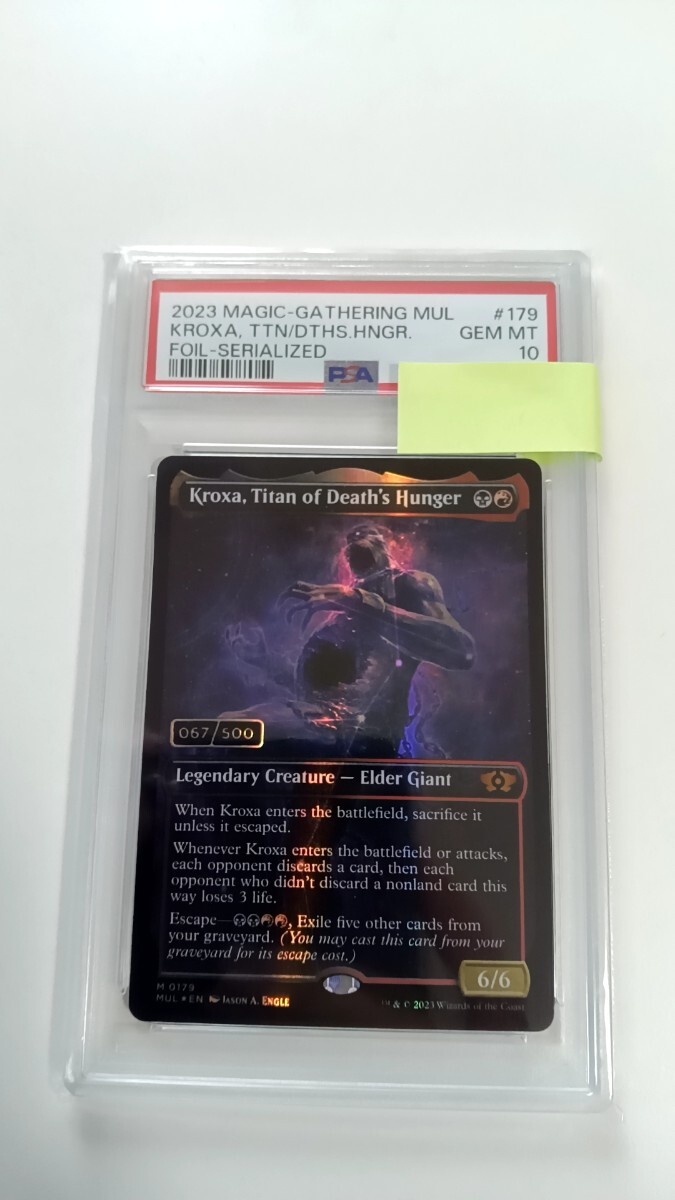 2023 MAGIC-GATHERING MUL #179
KROXA, TTN/DTHS.HNGR. GEM MT
FOIL-SERIALIZED 10
PSA
Kroxa, Titan of Death's Hunger
067/500
Legendary Creature — Elder Giant
When Kroxa enters the battlefield, sacrifice it
unless it escaped.
Whenever Kroxa enters the battlefield or attacks,
each opponent discards a card, then each
opponent who didn't discard a nonland card this
way loses 3 life.
Escape—, Exile five other cards from
your graveyard. (You may cast this card from your
graveyard for its escape cost.)
6/6
M 0179
MUL ★ EN Jason A. Engle
™ & © 2023 Wizards of the Coast